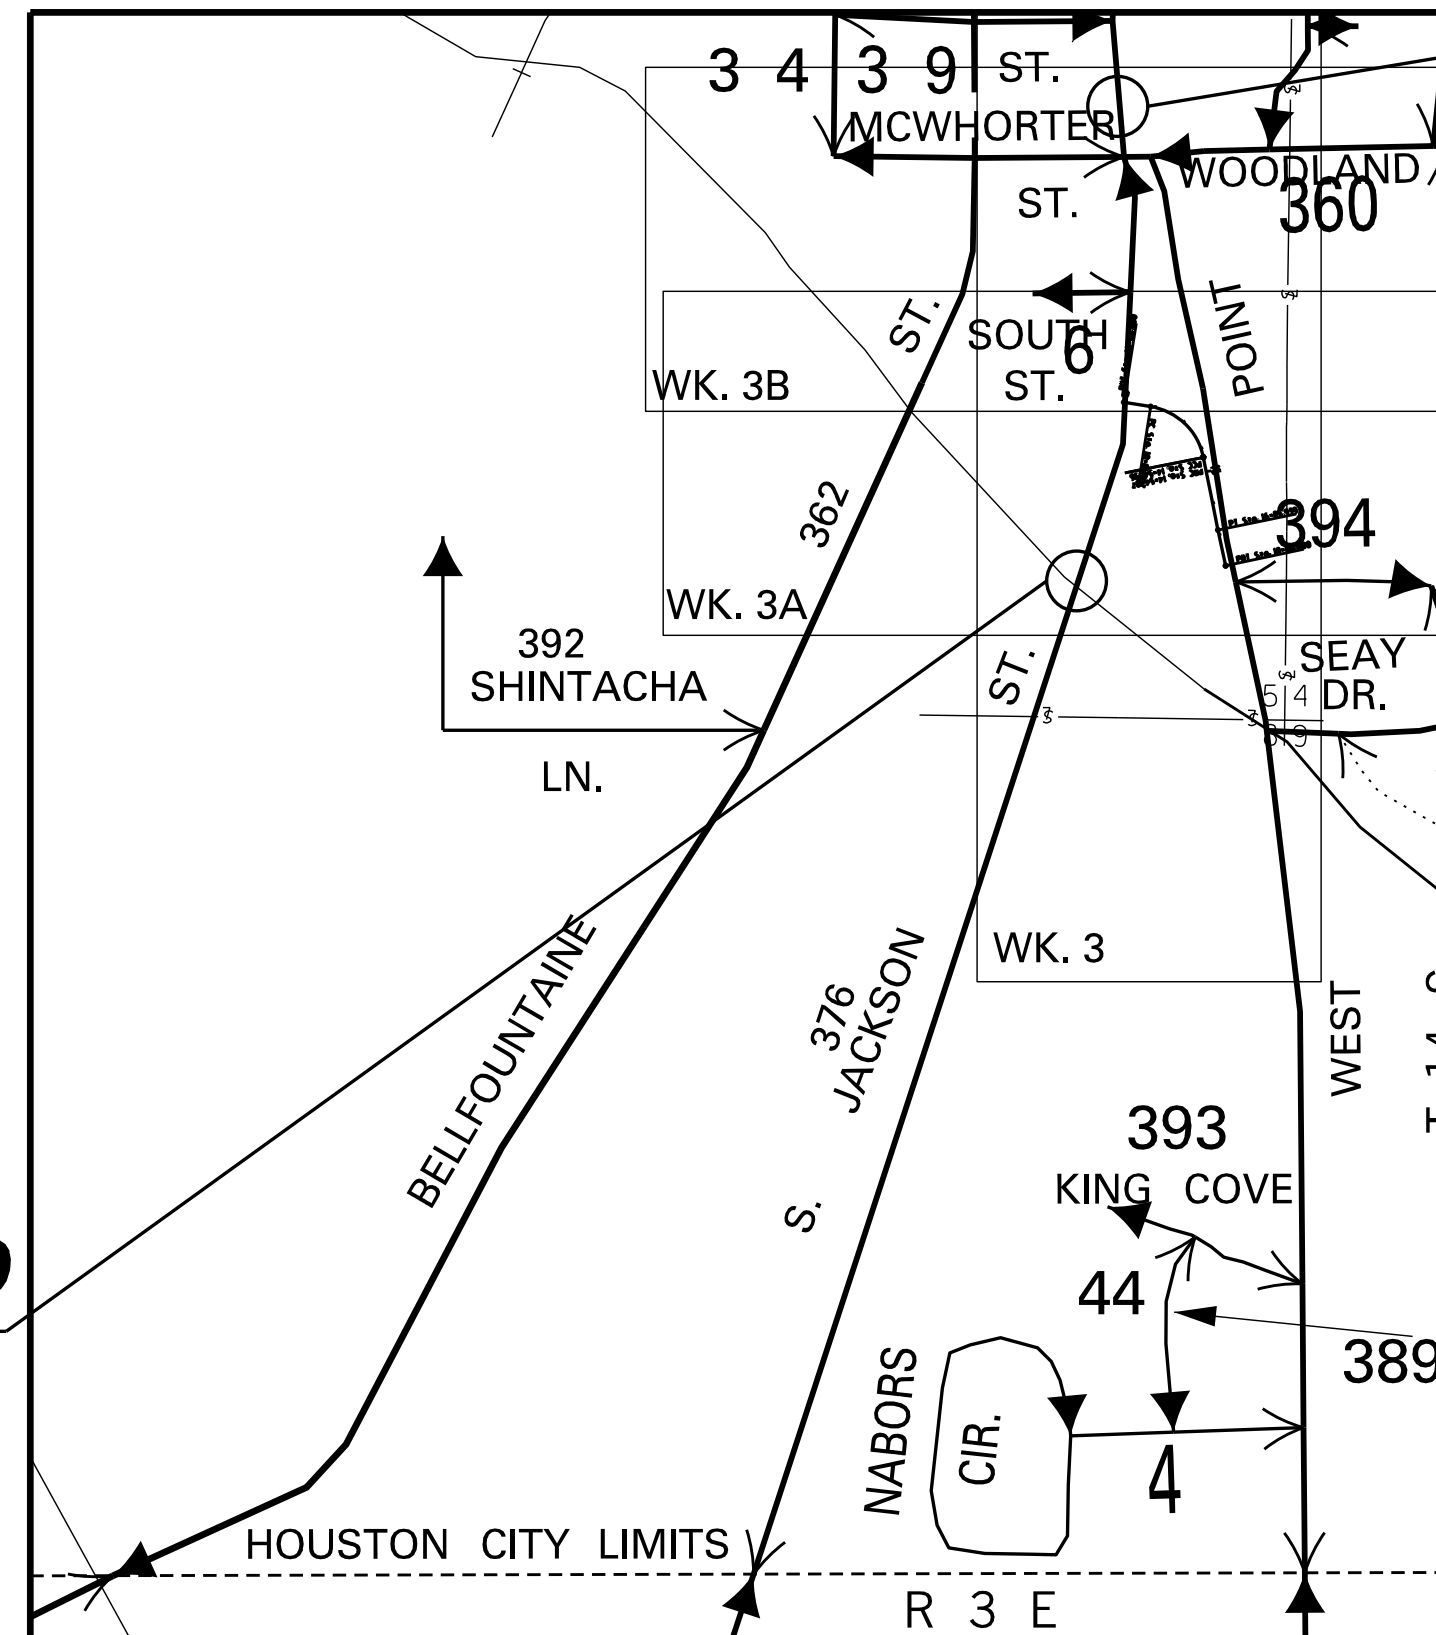 3 4
3 9
ST.
MCWHORTER
WOODLAND
ST.
360
ST.
SOUTH
6
POINT
WK. 3B
ST.
362
394
WK. 3A
392
SHINTACHA
ST.
SEAY
5 4
DR.
8 9
LN.
BELLFOUNTAINE
376
JACKSON
WK. 3
WEST
393
S.
KING COVE
44
389
NABORS
CIR.
4
HOUSTON CITY LIMITS
R 3 E